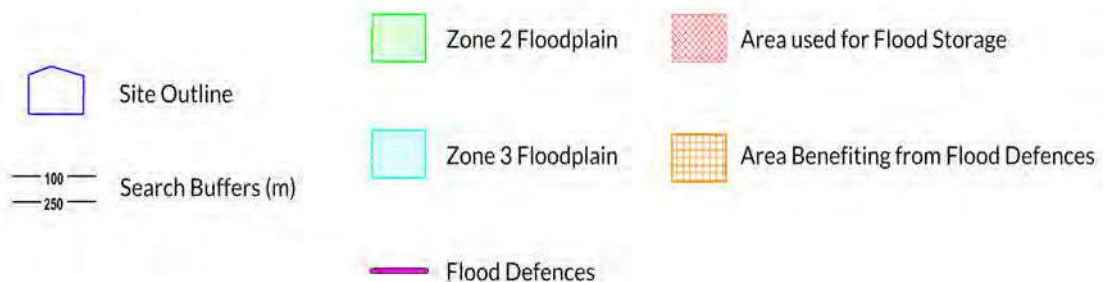 Site Outline
100
250
Search Buffers (m)
Zone 2 Floodplain
Zone 3 Floodplain
Flood Defences
Area used for Flood Storage
Area Benefiting from Flood Defences